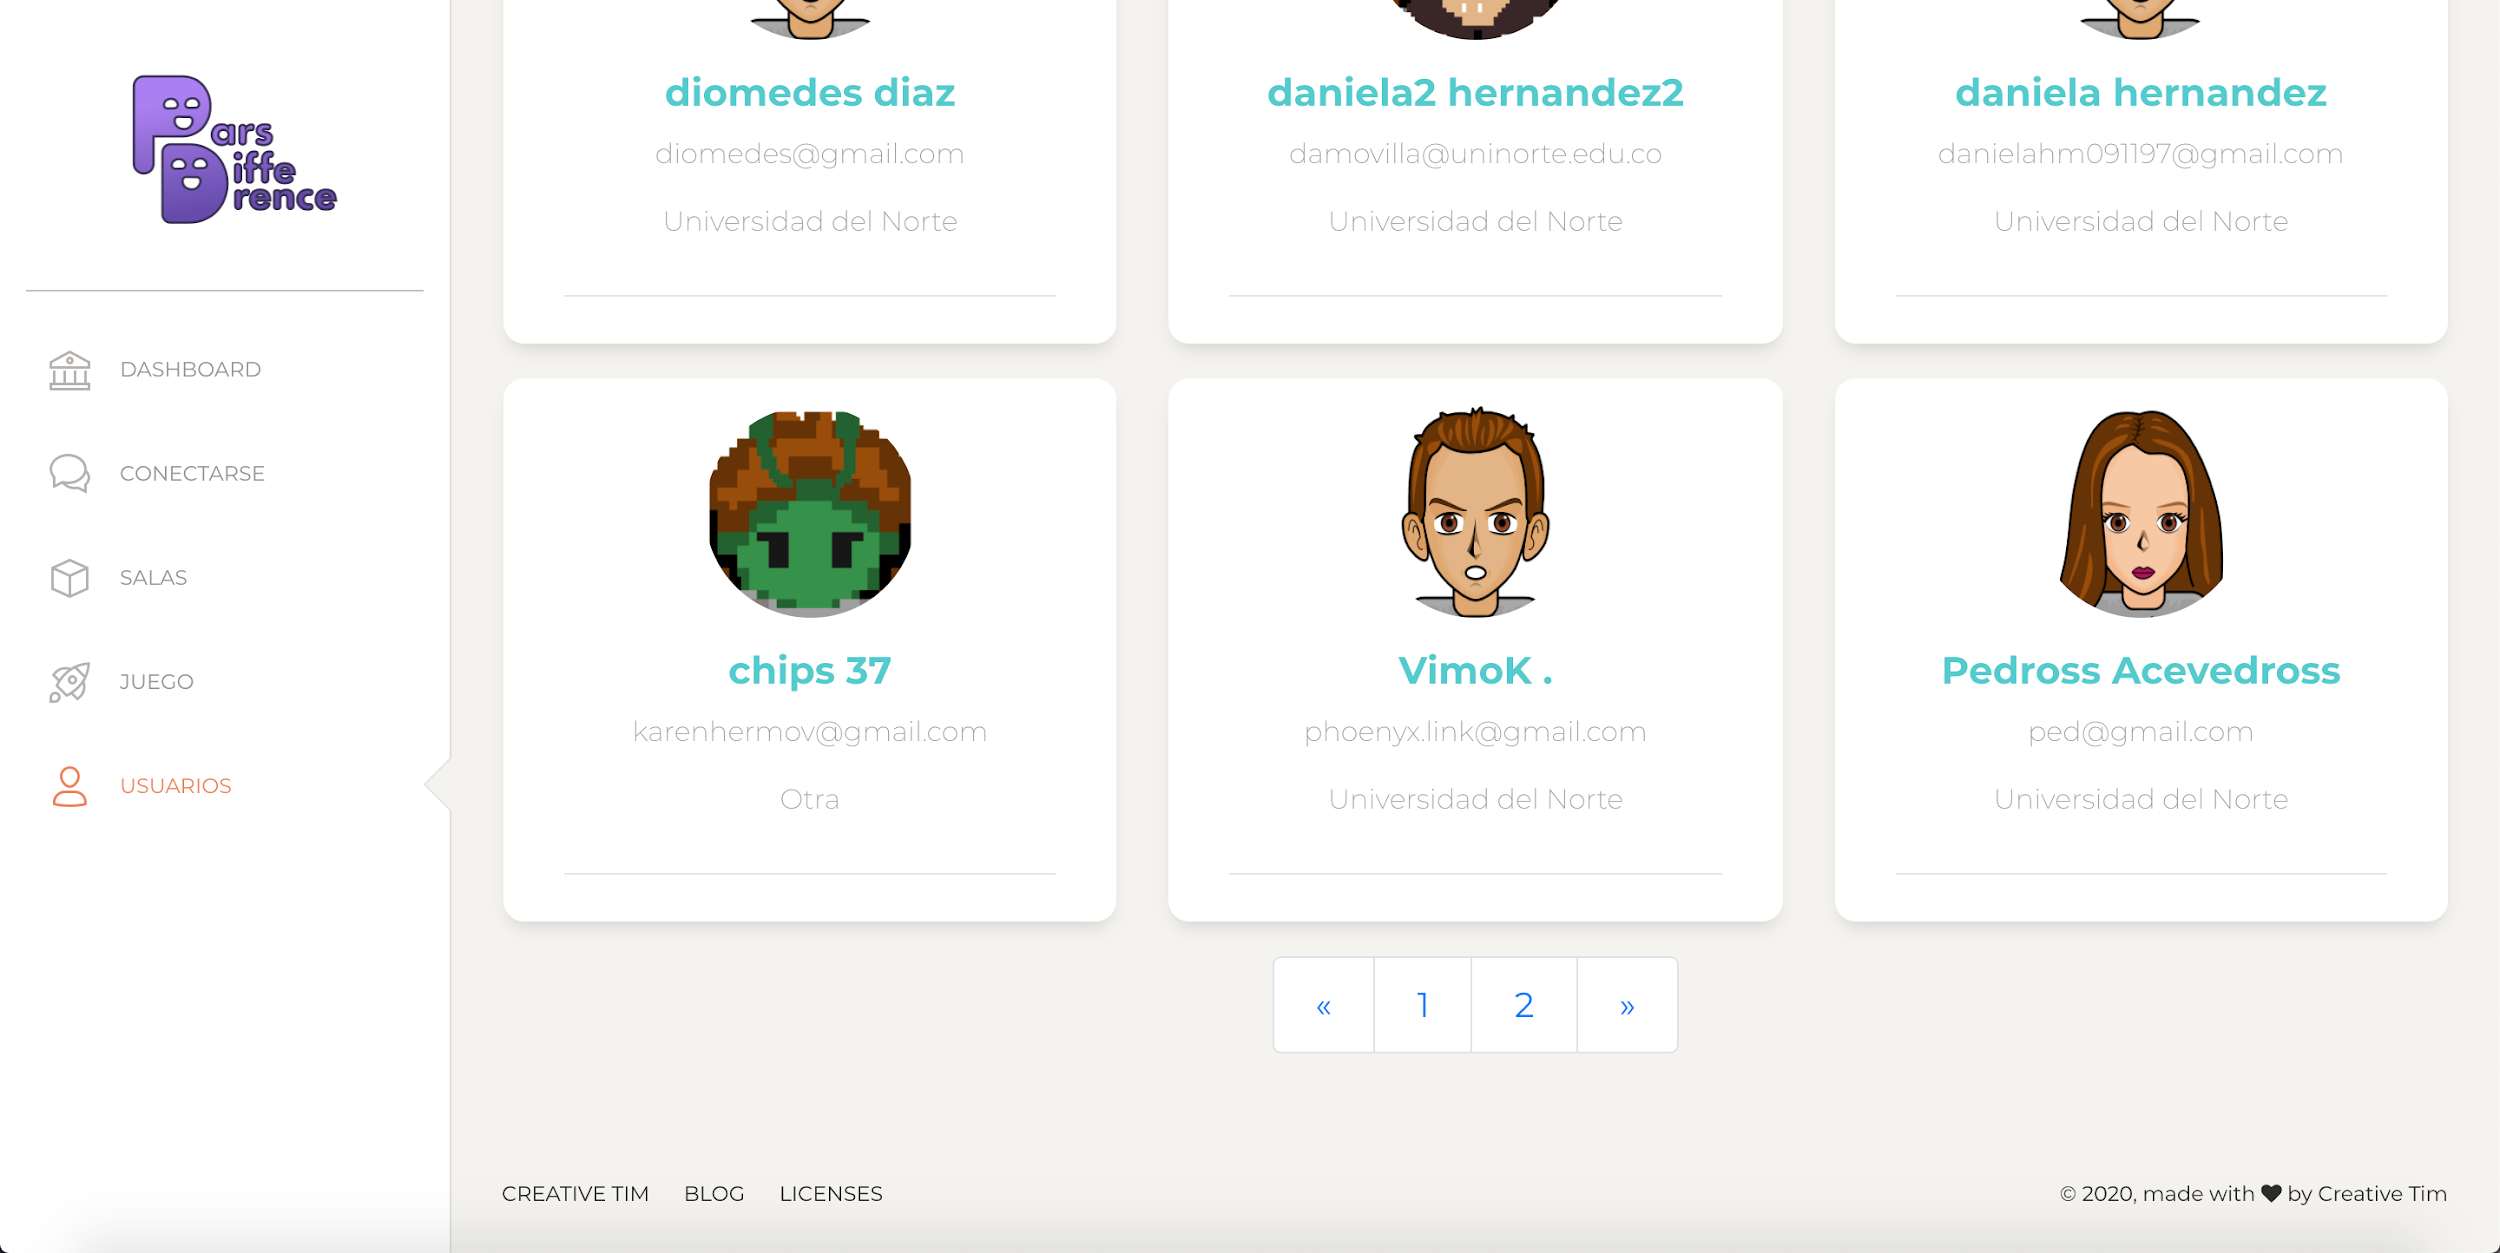 Pars
Diffe
rence
DASHBOARD
CONECTARSE
SALAS
JUEGO
USUARIOS
diomedes diaz
diomedes@gmail.com
Universidad del Norte
daniela2 hernandez2
damovilla@uninorte.edu.co
Universidad del Norte
daniela hernandez
danielahm091197@gmail.com
Universidad del Norte
chips 37
karenhermov@gmail.com
Otra
VimoK .
phoenyx.link@gmail.com
Universidad del Norte
Pedross Acevedross
ped@gmail.com
Universidad del Norte
« 1 2 »
CREATIVE TIM BLOG LICENSES
© 2020, made with ♥ by Creative Tim